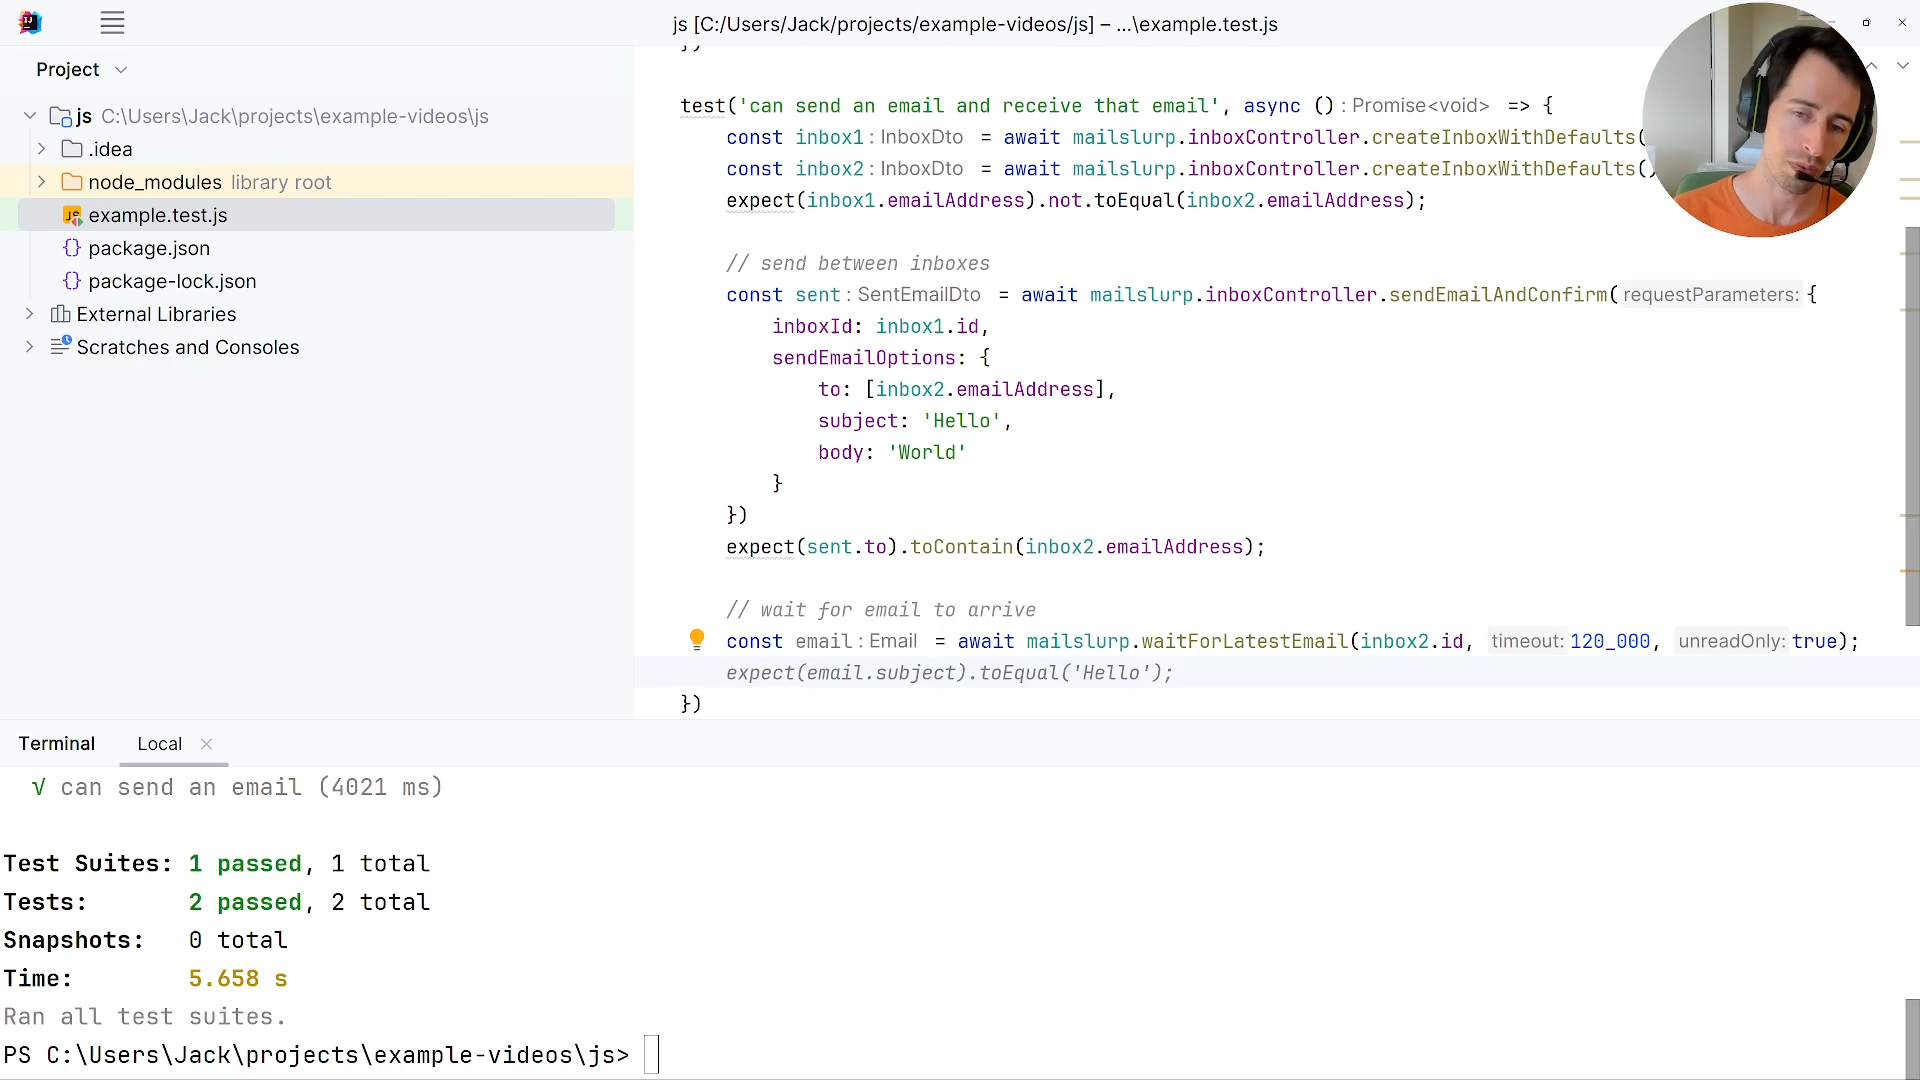 js [C:/Users/Jack/projects/example-videos/js] – ...\example.test.js
Project
js C:\Users\Jack\projects\example-videos\js
.idea
node_modules library root
example.test.js
package.json
package-lock.json
External Libraries
Scratches and Consoles
})
test('can send an email and receive that email', async () : Promise<void> => {
const inbox1 : InboxDto = await mailslurp.inboxController.createInboxWithDefaults(
const inbox2 : InboxDto = await mailslurp.inboxController.createInboxWithDefaults()
expect(inbox1.emailAddress).not.toEqual(inbox2.emailAddress);
// send between inboxes
const sent : SentEmailDto = await mailslurp.inboxController.sendEmailAndConfirm( requestParameters: {
inboxId: inbox1.id,
sendEmailOptions: {
to: [inbox2.emailAddress],
subject: 'Hello',
body: 'World'
}
})
expect(sent.to).toContain(inbox2.emailAddress);
// wait for email to arrive
const email : Email = await mailslurp.waitForLatestEmail(inbox2.id, timeout: 120_000, unreadOnly: true);
expect(email.subject).toEqual('Hello');
})
Terminal Local
√ can send an email (4021 ms)
Test Suites: 1 passed, 1 total
Tests: 2 passed, 2 total
Snapshots: 0 total
Time: 5.658 s
Ran all test suites.
PS C:\Users\Jack\projects\example-videos\js>